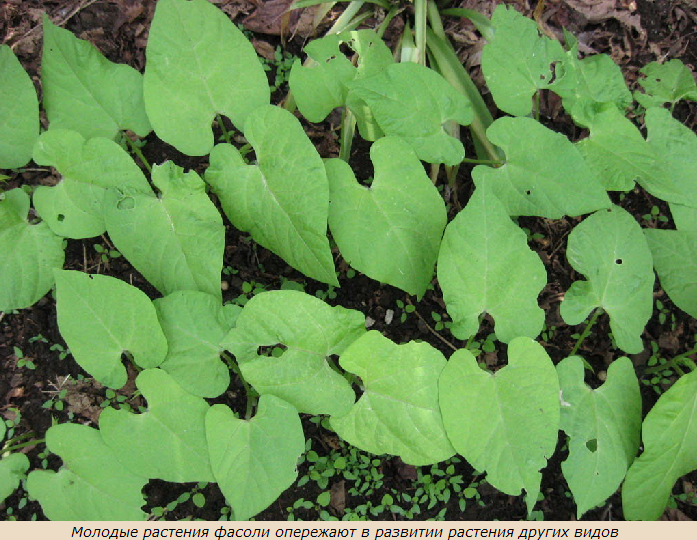 Молодые растения фасоли опережают в развитии растения других видов